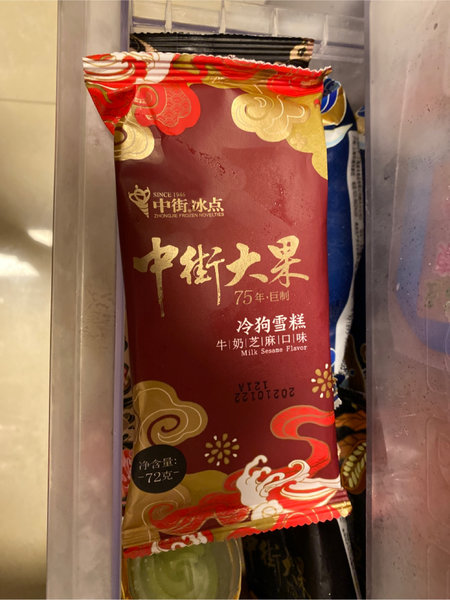 SINCE 1946
中街冰点
ZHONGJIE FROZEN NOVELTIES
中街大果
75年·巨制
冷狗雪糕
牛|奶|芝|麻|口|味
Milk Sesame Flavor
20210122
121A
净含量:
-72克-